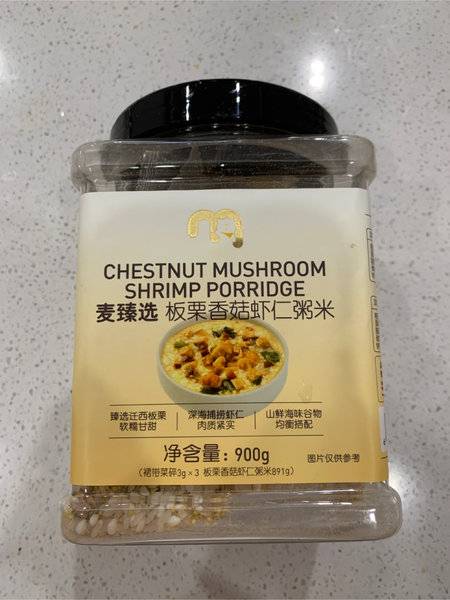 CHESTNUT MUSHROOM
SHRIMP PORRIDGE
麦臻选 板栗香菇虾仁粥米
臻选迁西板栗 深海捕捞虾仁 山鲜海味谷物
软糯甘甜 肉质紧实 均衡搭配
净含量: 900g
图片仅供参考
(裙带菜碎3g×3 板栗香菇虾仁粥米891g)